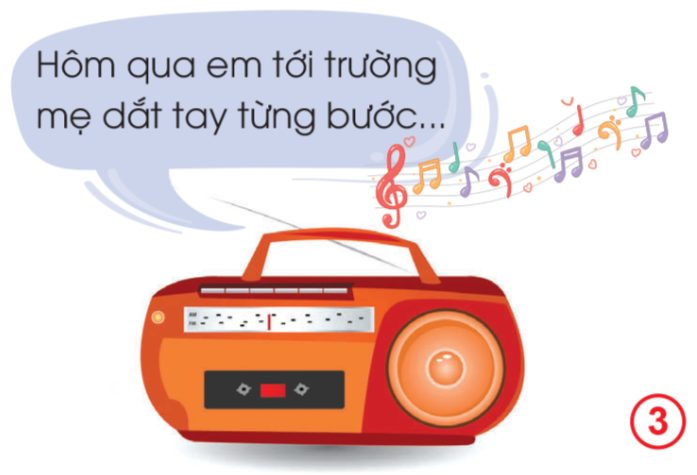 Hôm qua em tới trường
mẹ dắt tay từng bước...
3